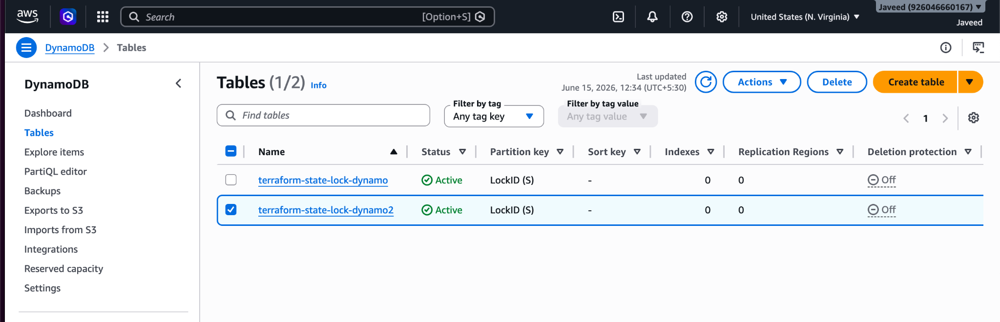 aws
Search [Option+S]
United States (N. Virginia)
Javeed (926046660167)
Javeed
DynamoDB
Tables
DynamoDB
Dashboard
Tables
Explore items
PartiQL editor
Backups
Exports to S3
Imports from S3
Integrations
Reserved capacity
Settings
Tables (1/2) Info
Last updated
June 15, 2026, 12:34 (UTC+5:30)
Actions
Delete
Create table
Find tables
Filter by tag
Any tag key
Filter by tag value
Any tag value
1
Name Status Partition key Sort key Indexes Replication Regions Deletion protection
terraform-state-lock-dynamo Active LockID (S) - 0 0 Off
terraform-state-lock-dynamo2 Active LockID (S) - 0 0 Off